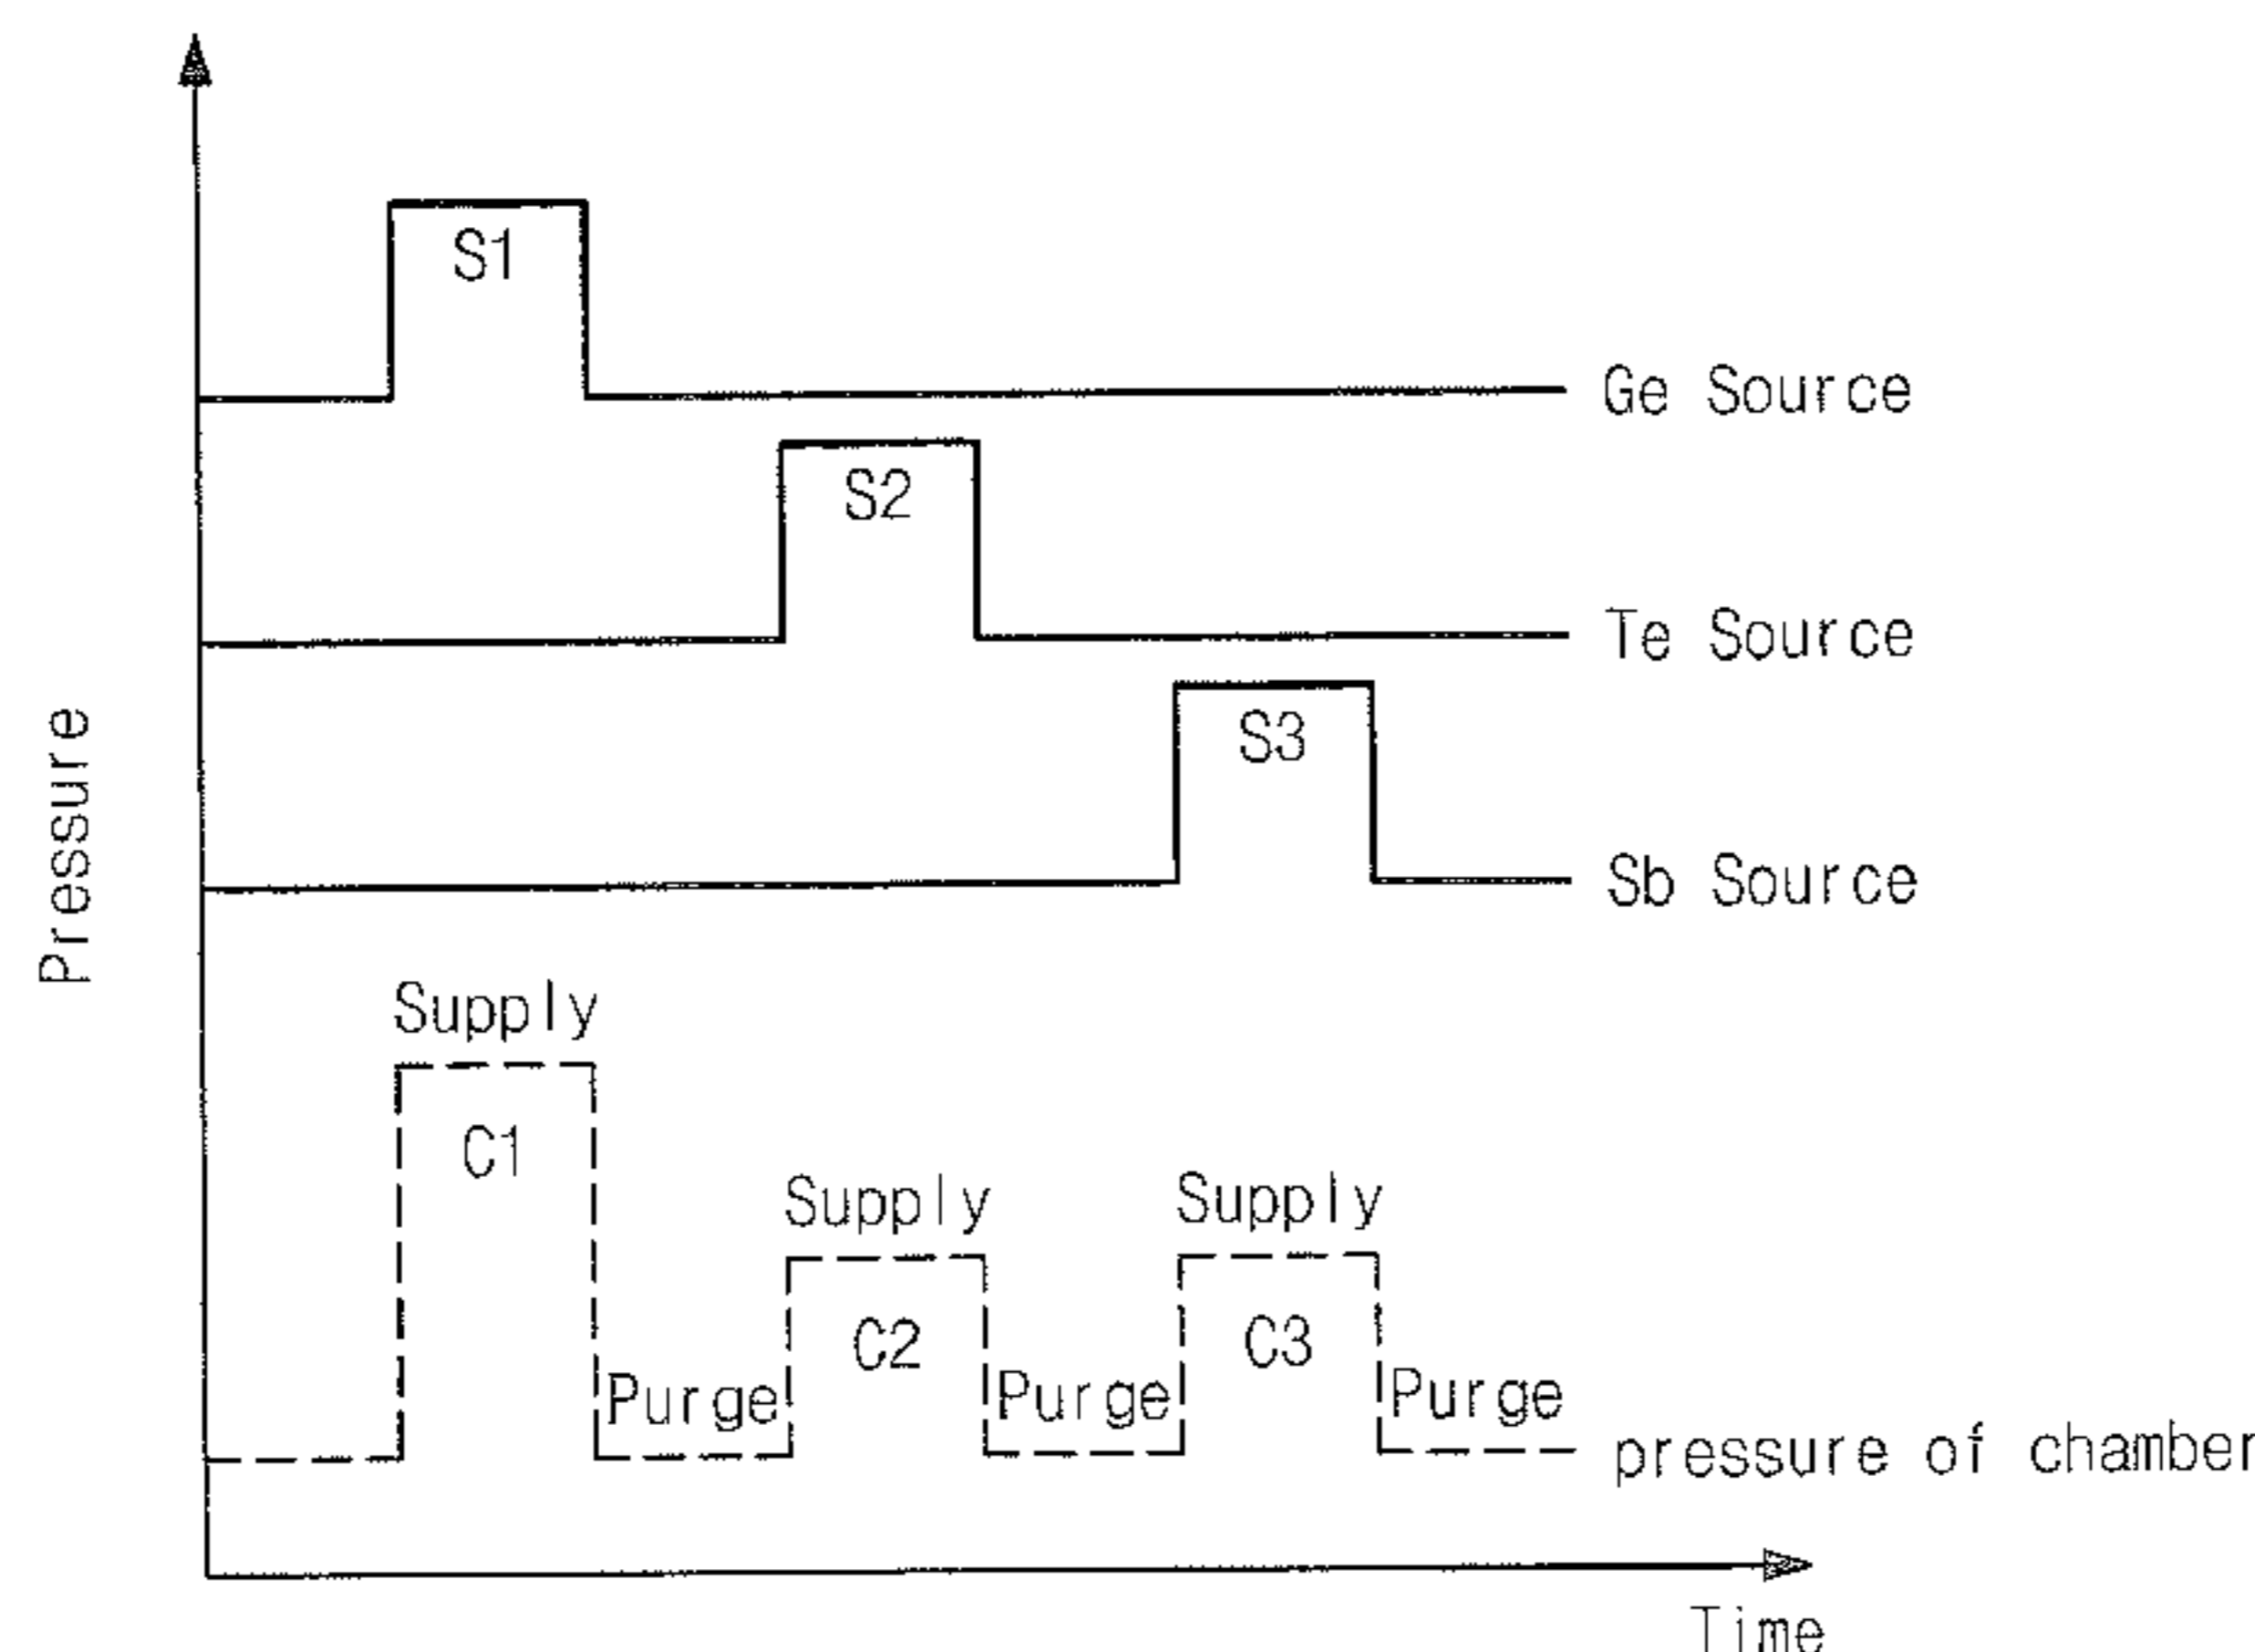 S1
Ge Source
S2
Te Source
S3
Sb Source
Pressure
Supply
C1
Supply
Supply
C2
C3
Purge
Purge
Purge
pressure of chamber
Time